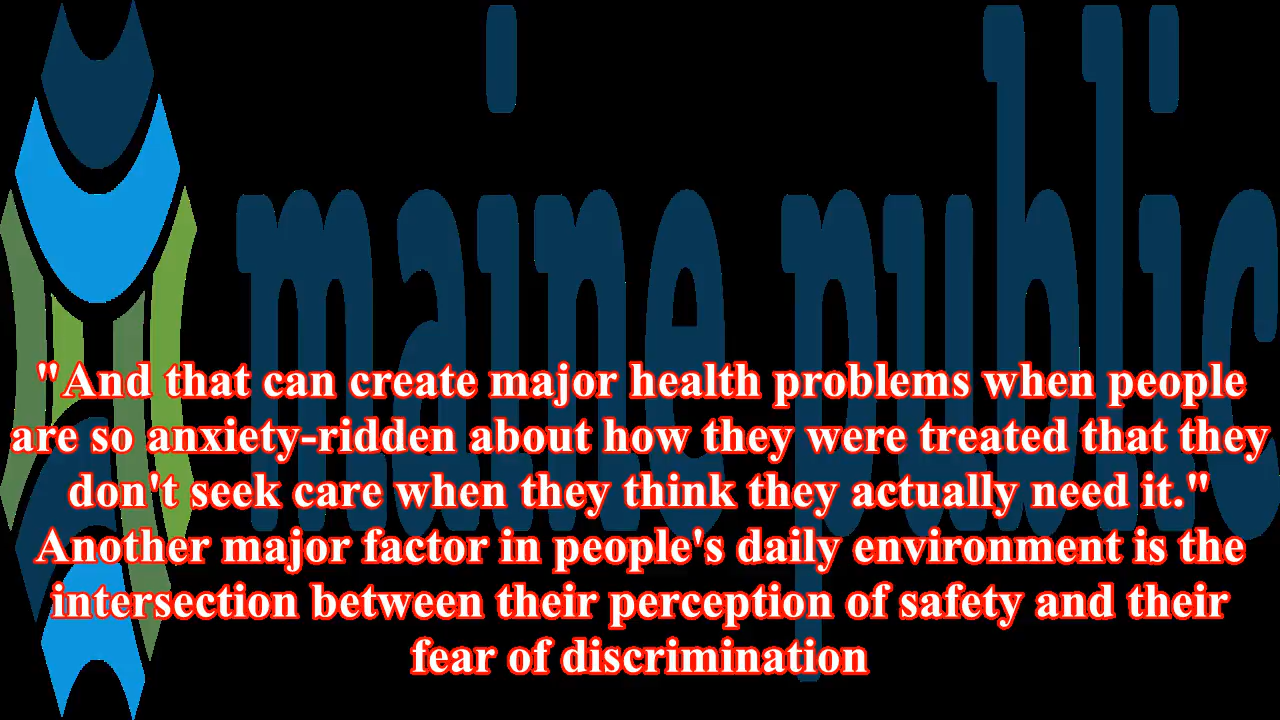 maine public
"And that can create major health problems when people
are so anxiety-ridden about how they were treated that they
don't seek care when they think they actually need it."
Another major factor in people's daily environment is the
intersection between their perception of safety and their
fear of discrimination